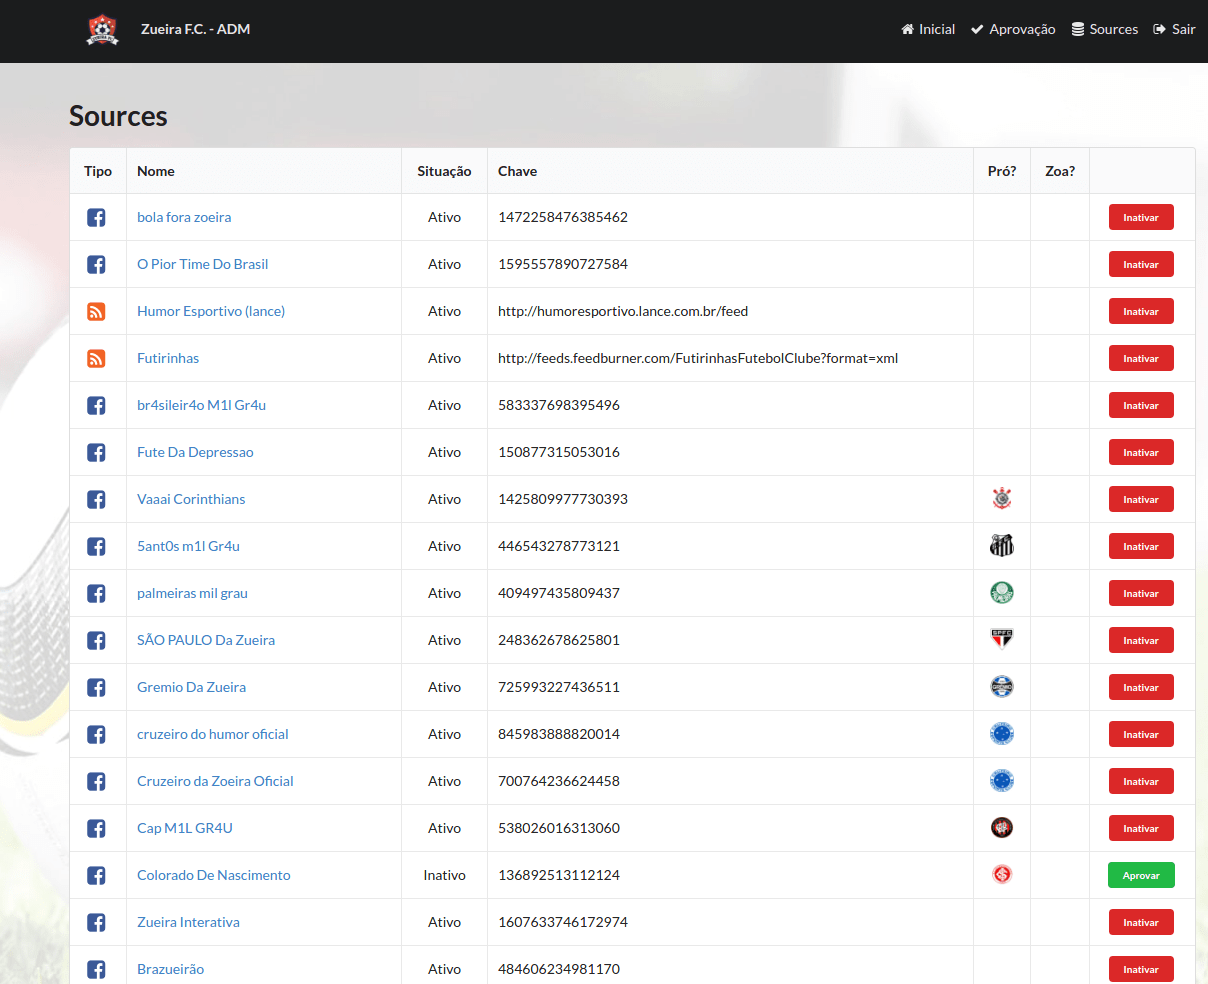 Zueira F.C. - ADM Inicial Aprovação Sources Sair
Sources
Tipo Nome Situação Chave Pró? Zoa?
bola fora zoeira Ativo 1472258476385462 Inativar
O Pior Time Do Brasil Ativo 1595557890727584 Inativar
Humor Esportivo (lance) Ativo http://humoresportivo.lance.com.br/feed Inativar
Futirinhas Ativo http://feeds.feedburner.com/FutirinhasFutebolClube?format=xml Inativar
br4sileir4o M1l Gr4u Ativo 583337698395496 Inativar
Fute Da Depressao Ativo 150877315053016 Inativar
Vaaai Corinthians Ativo 1425809977730393 Inativar
5ant0s m1l Gr4u Ativo 446543278773121 Inativar
palmeiras mil grau Ativo 409497435809437 Inativar
SÃO PAULO Da Zueira Ativo 248362678625801 SPFC Inativar
Gremio Da Zueira Ativo 725993227436511 Inativar
cruzeiro do humor oficial Ativo 845983888820014 Inativar
Cruzeiro da Zoeira Oficial Ativo 700764236624458 Inativar
Cap M1L GR4U Ativo 538026016313060 Inativar
Colorado De Nascimento Inativo 136892513112124 Aprovar
Zueira Interativa Ativo 1607633746172974 Inativar
Brazueirão Ativo 484606234981170 Inativar